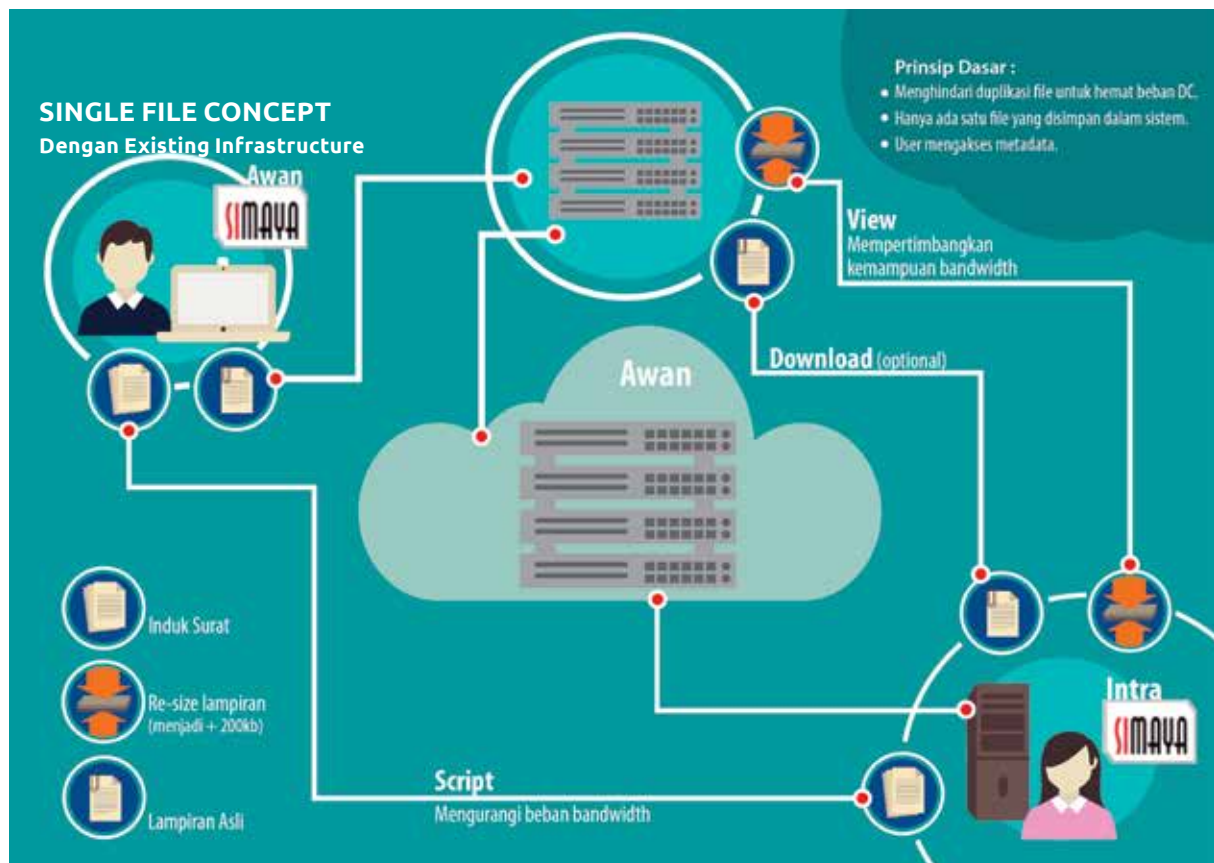 SINGLE FILE CONCEPT
Dengan Existing Infrastructure
Awan
SIMAYA
Prinsip Dasar :
Menghindari duplikasi file untuk hemat beban DC.
Hanya ada satu file yang disimpan dalam sistem.
User mengakses metadata.
View
Mempertimbangkan
kemampuan bandwidth
Download (optional)
Awan
Induk Surat
Re-size lampiran
(menjadi + 200kb)
Lampiran Asli
Script
Mengurangi beban bandwidth
Intra
SIMAYA